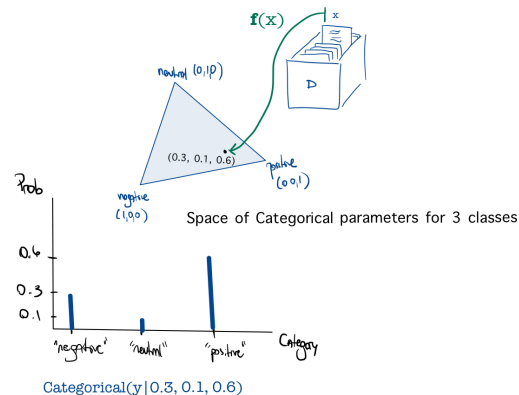 f(x)
x
D
neutral (0,1,0)
(0.3, 0.1, 0.6)
positive
(0,0,1)
negative
(1,0,0)
Space of Categorical parameters for 3 classes
Prob
0.6
0.3
0.1
"negative" "neutral" "positive" Category
Categorical(y|0.3, 0.1, 0.6)